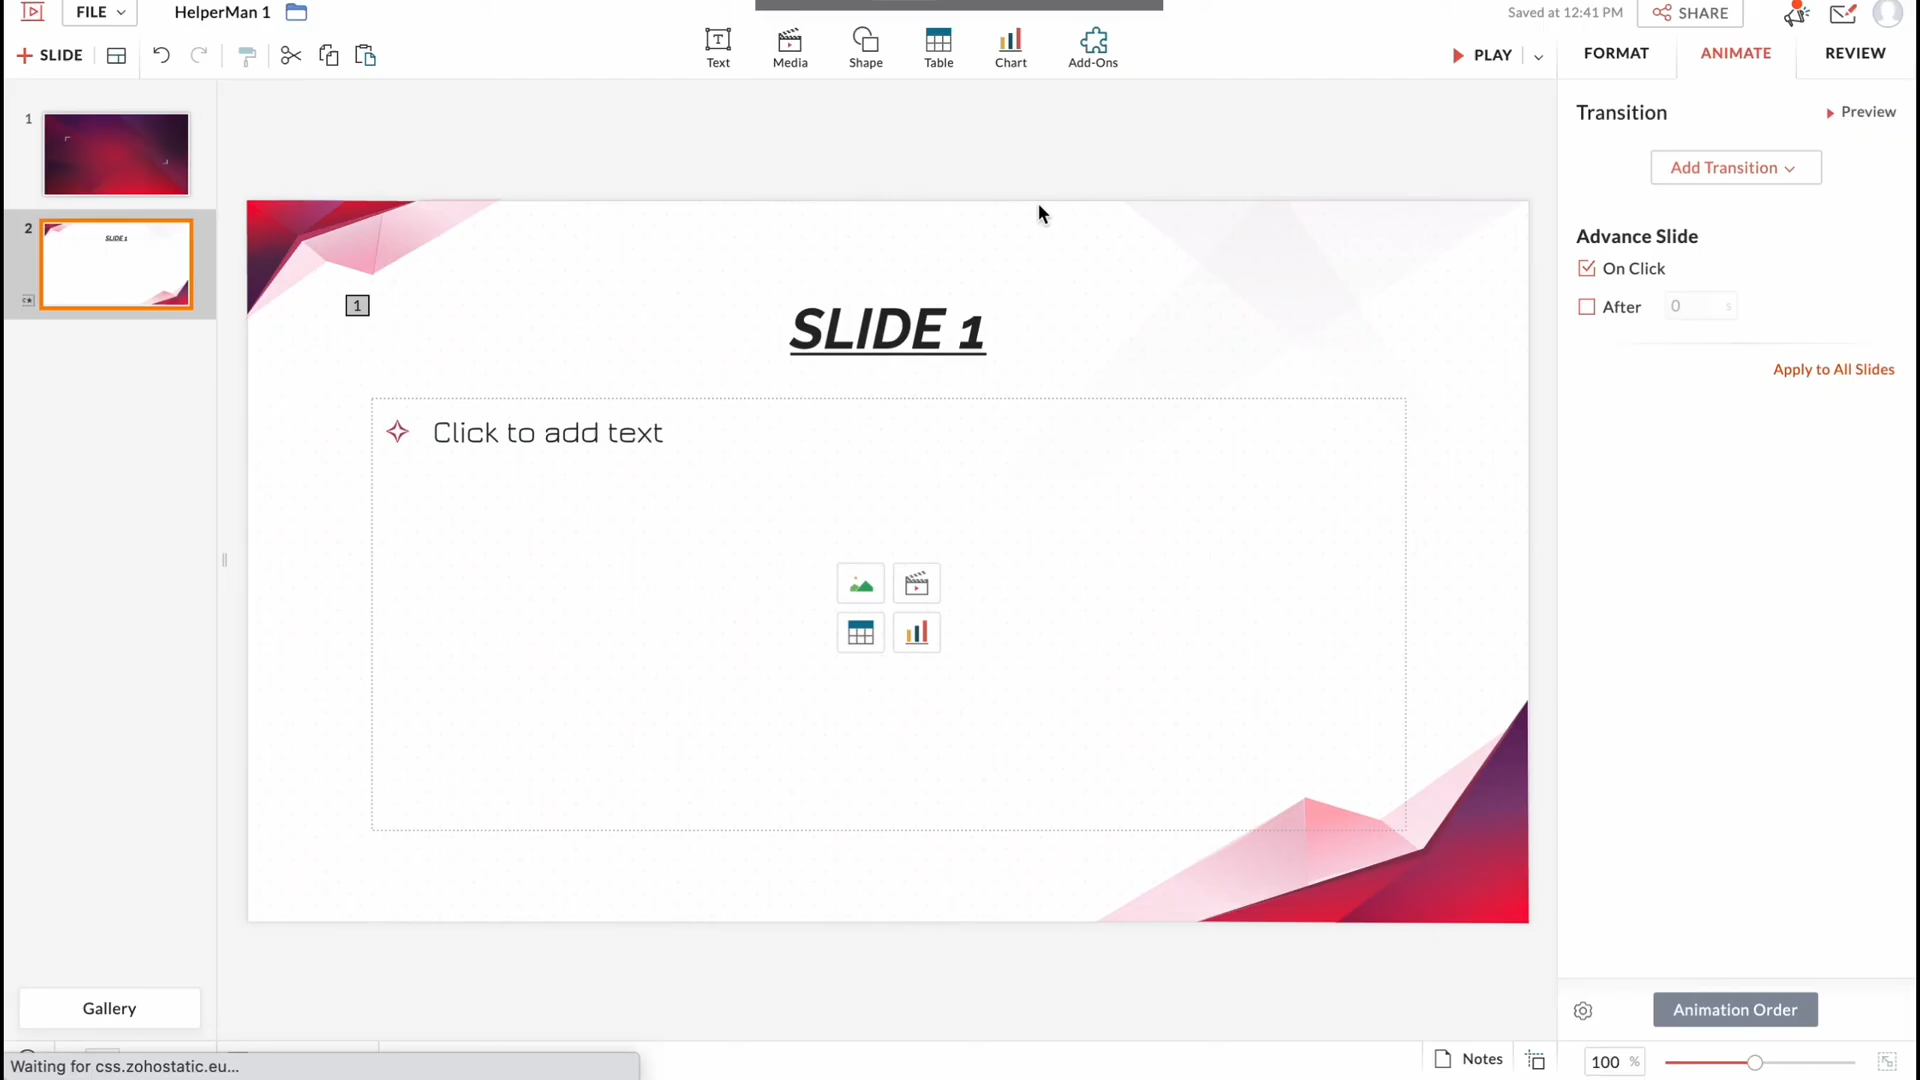 FILE
HelperMan 1
Saved at 12:41 PM
SHARE
SLIDE
Text
Media
Shape
Table
Chart
Add-Ons
PLAY
FORMAT
ANIMATE
REVIEW
1
2
SLIDE 1
Transition
Preview
Add Transition
Advance Slide
On Click
After
0
s
Apply to All Slides
1
SLIDE 1
Click to add text
Gallery
Animation Order
Waiting for css.zohostatic.eu...
Notes
100 %